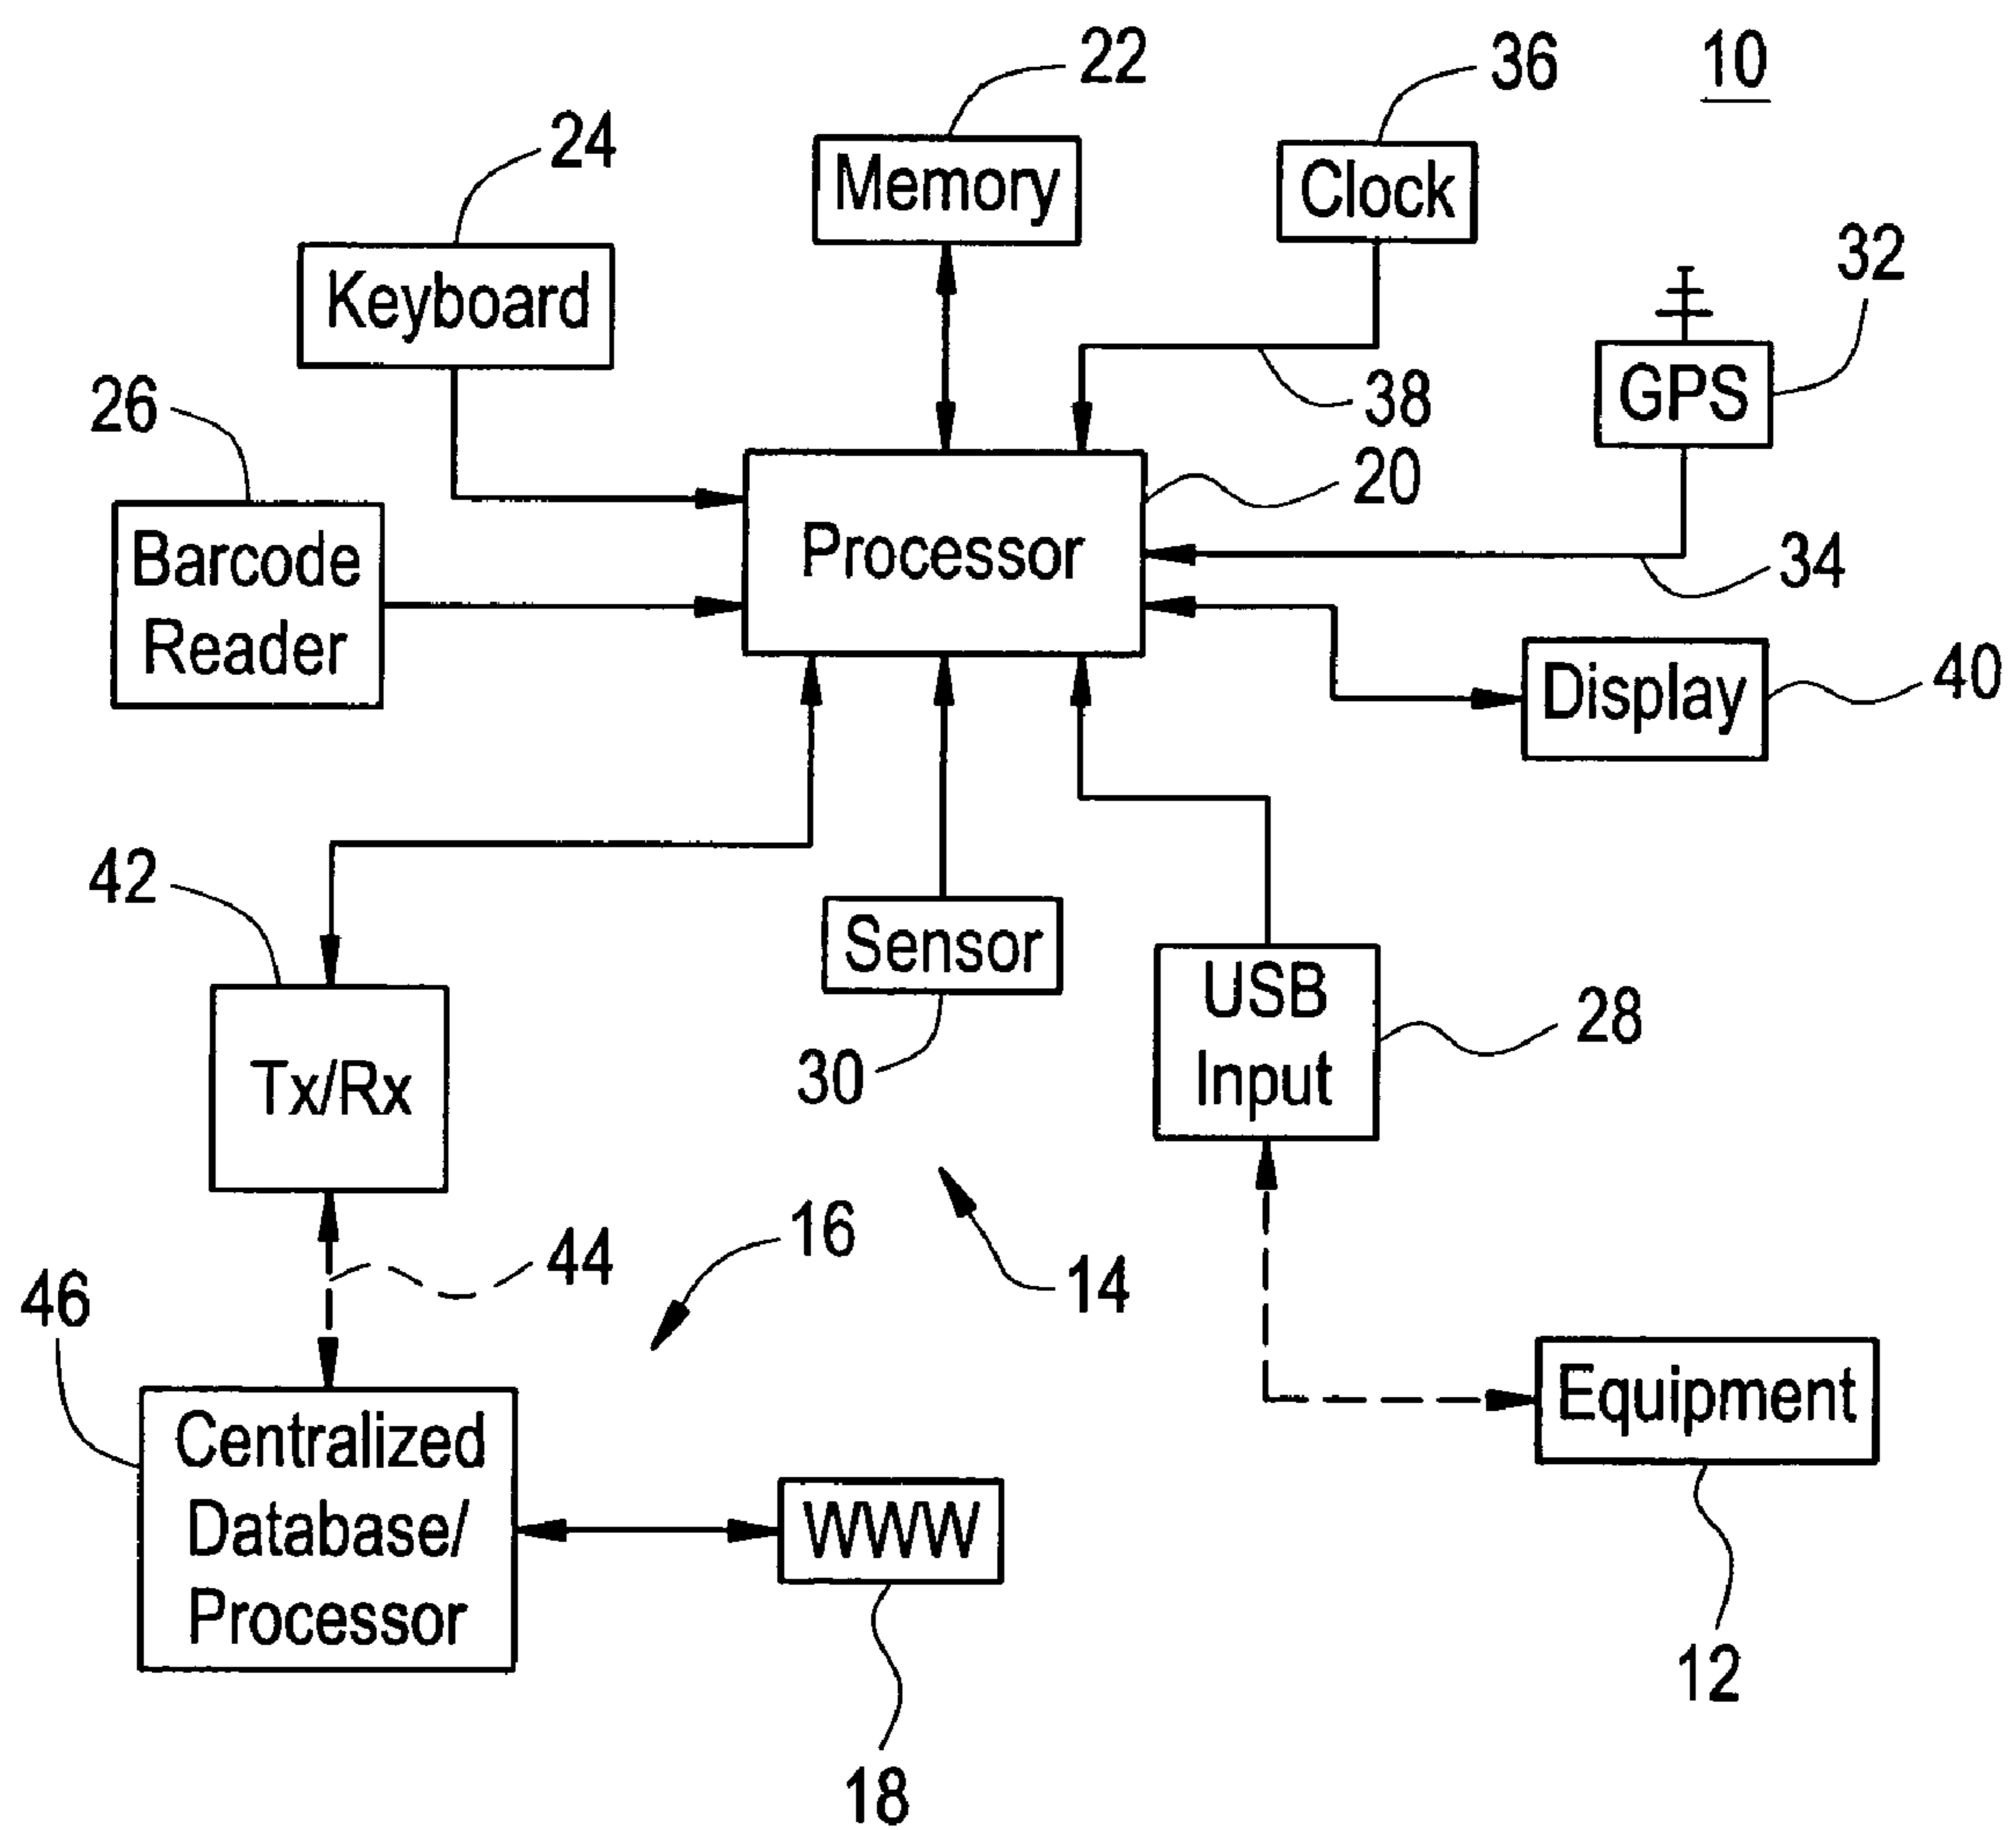 22
36
10
24
Memory
Clock
32
Keyboard
GPS
26
38
20
Barcode
Reader
Processor
34
Display
40
42
Sensor
USB
Input
28
Tx/Rx
30
16
44
14
46
Centralized
Database/
Processor
WWW
Equipment
12
18